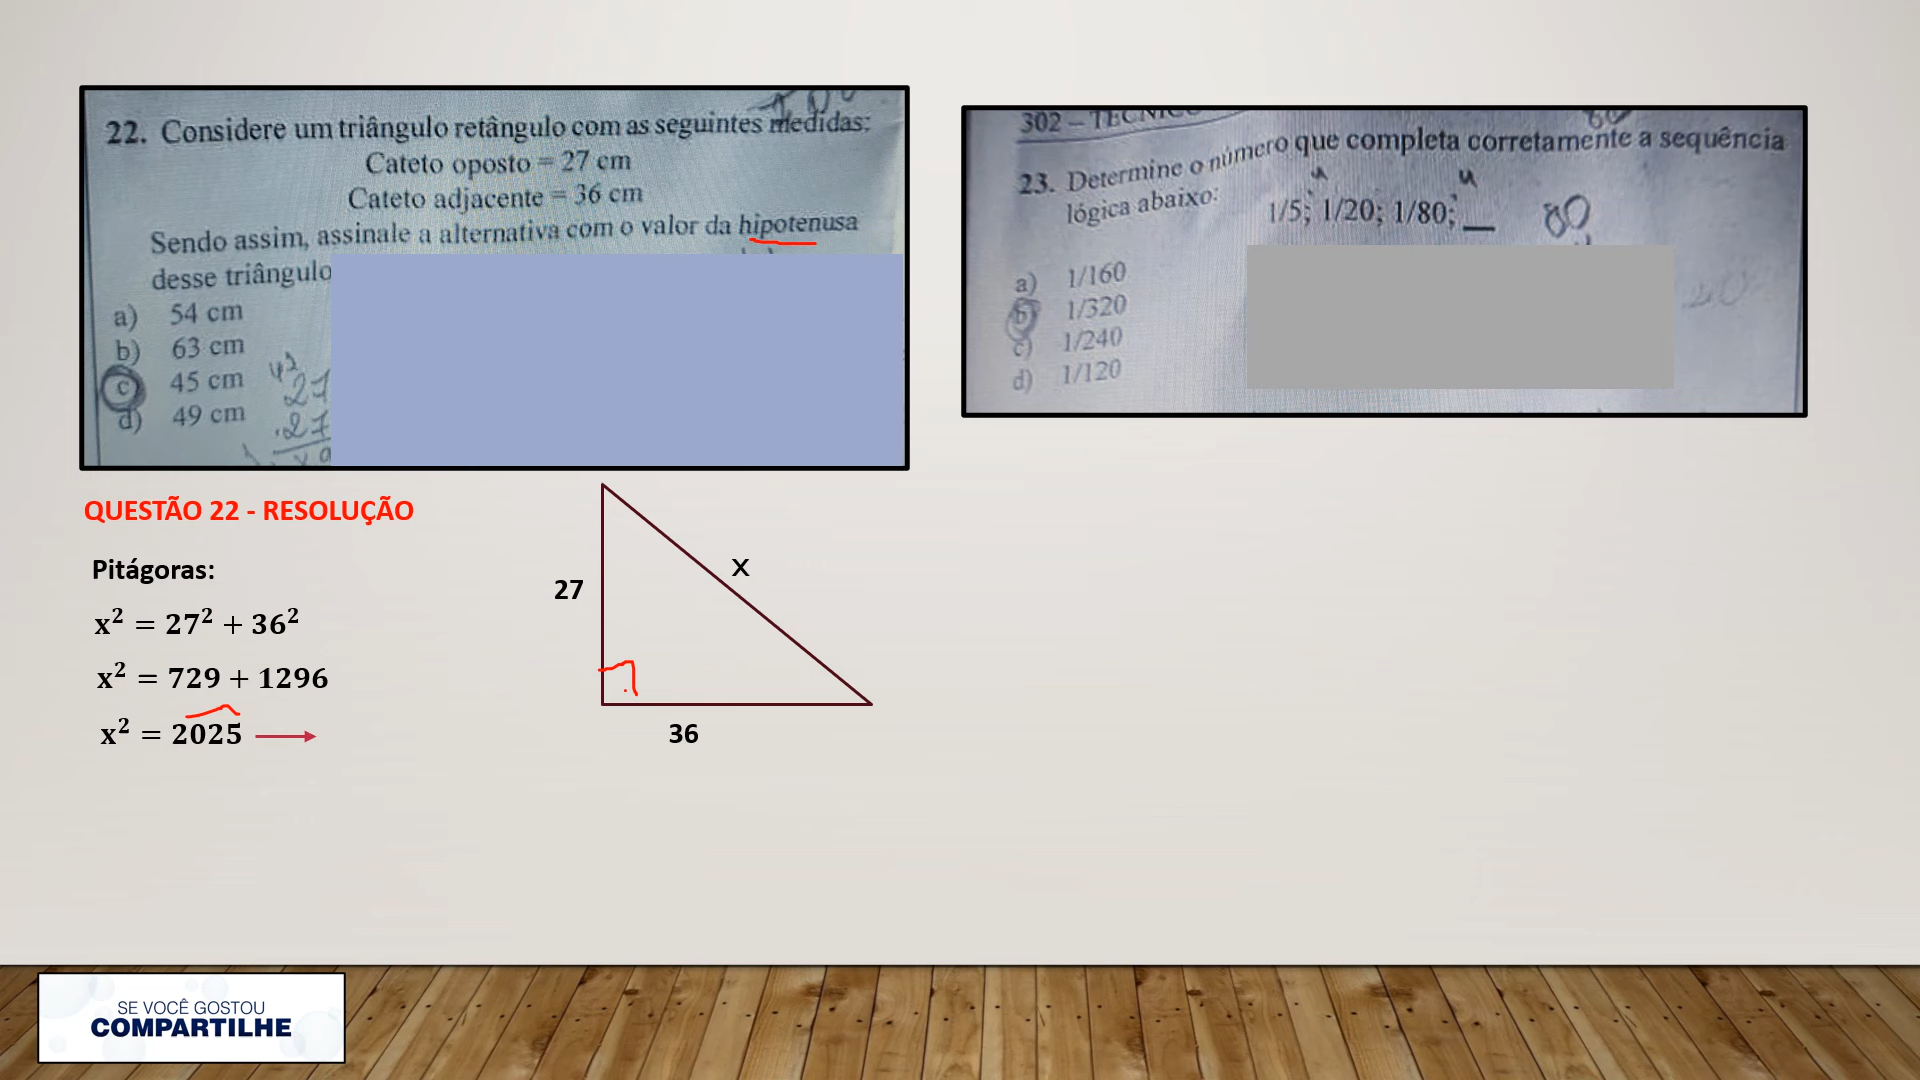 22. Considere um triângulo retângulo com as seguintes medidas:
Cateto oposto = 27 cm
Cateto adjacente = 36 cm
Sendo assim, assinale a alternativa com o valor da hipotenusa
desse triângulo
a) 54 cm
b) 63 cm
c) 45 cm
d) 49 cm
27
.27
302 – TÉCNICO
23. Determine o número que completa corretamente a sequência
lógica abaixo:
1/5; 1/20; 1/80; __
80
a) 1/160
b) 1/320
c) 1/240
d) 1/120
QUESTÃO 22 - RESOLUÇÃO
Pitágoras:
x² = 27² + 36²
x² = 729 + 1296
x² = 2025
27
x
36
SE VOCÊ GOSTOU
COMPARTILHE